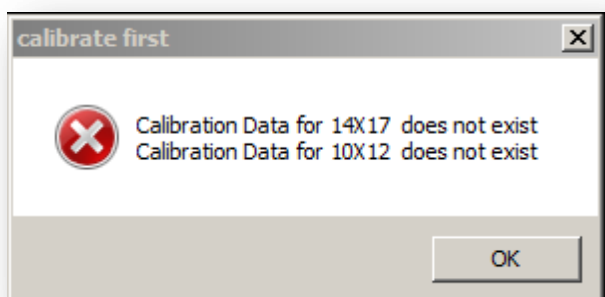 calibrate first
Calibration Data for 14X17 does not exist
Calibration Data for 10X12 does not exist
OK